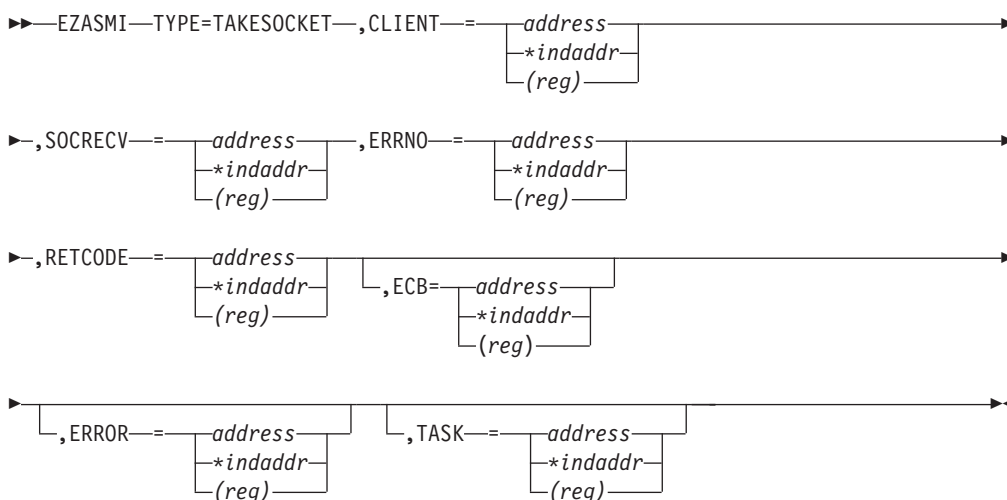 EZASMI TYPE=TAKESOCKET ,CLIENT = address
*indaddr
(reg)
,SOCRECV = address ,ERRNO = address
*indaddr *indaddr
(reg) (reg)
,RETCODE = address
*indaddr ,ECB= address
(reg) *indaddr
(reg)
,ERROR = address ,TASK = address
*indaddr *indaddr
(reg) (reg)